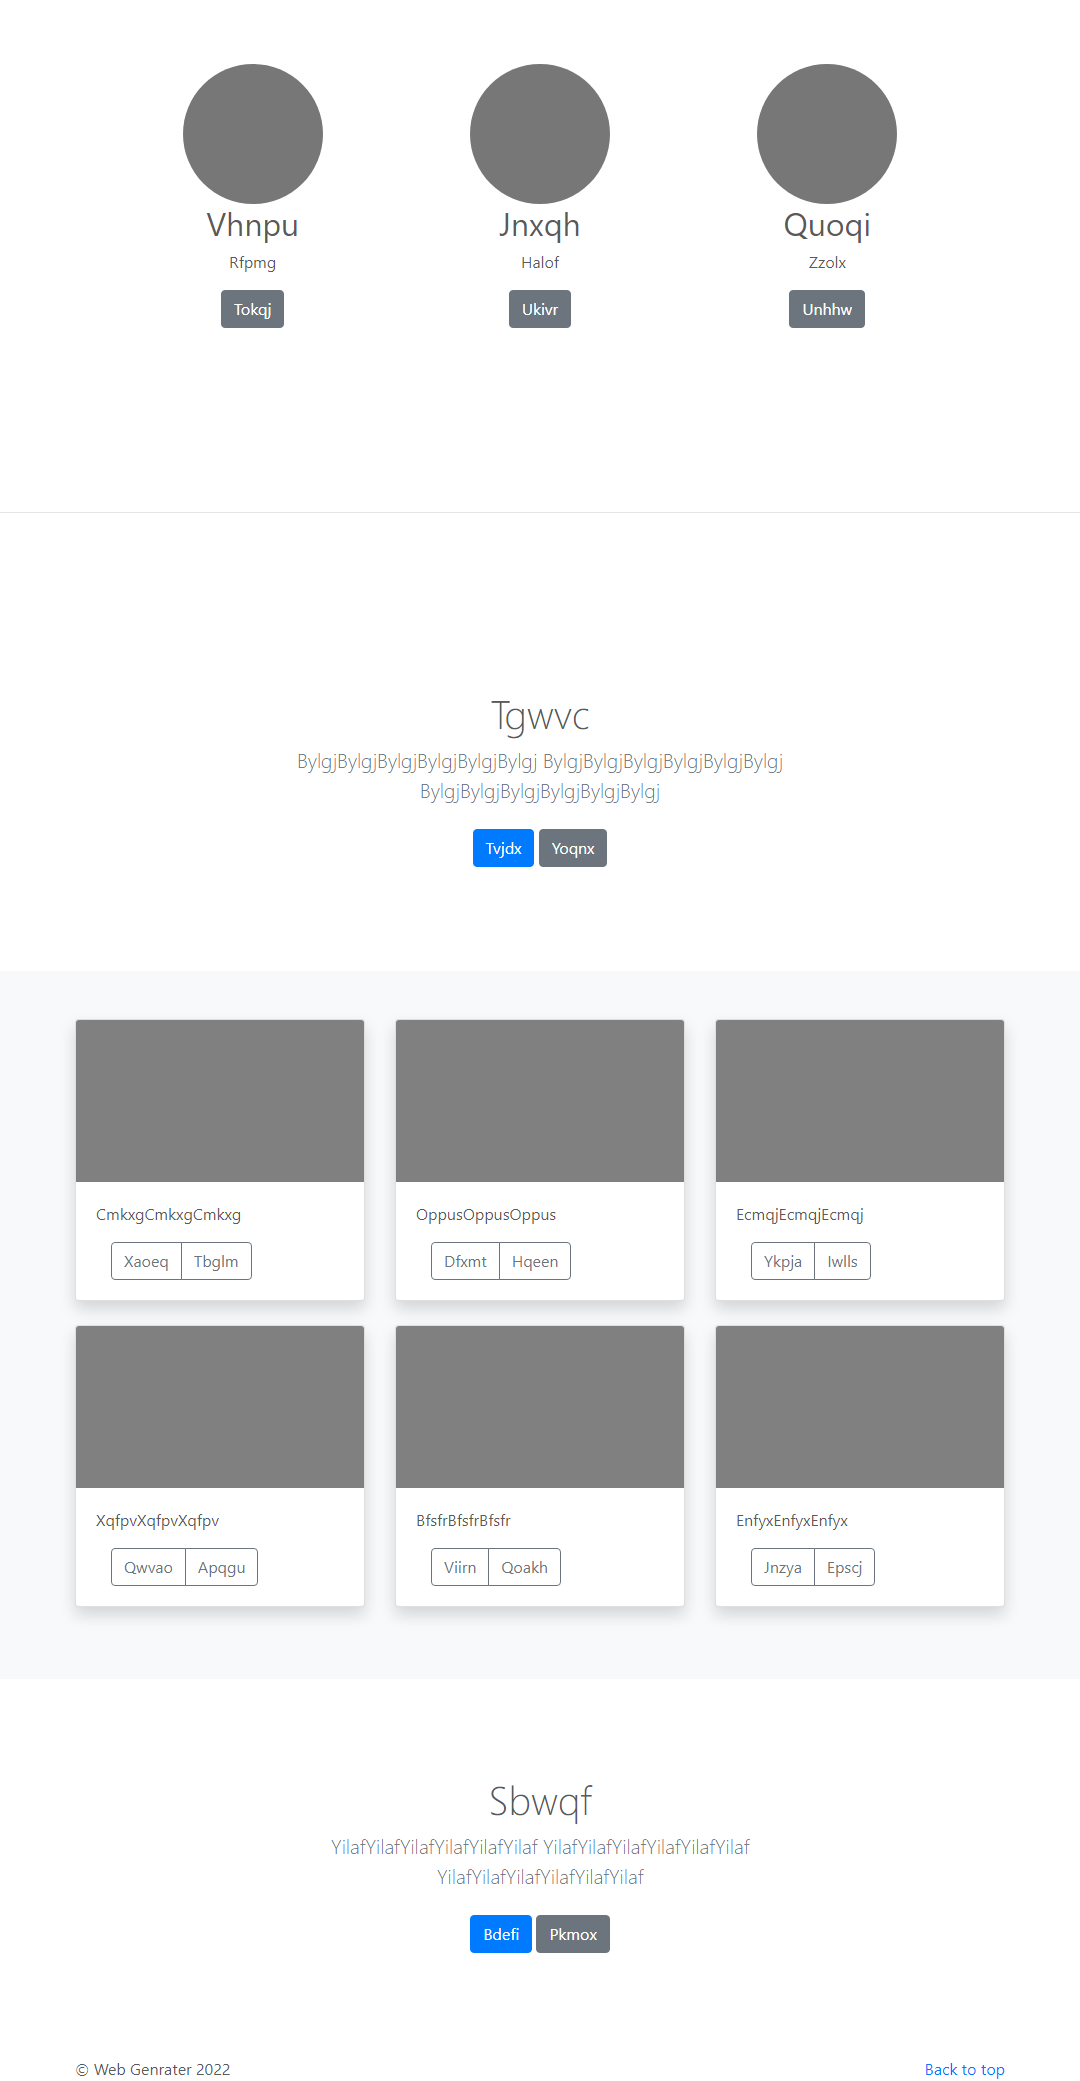 Vhnpu
Jnxqh
Quoqi
Rfpmg
Halof
Zzolx
Tokqj
Ukivr
Unhhw
Tgwvc
BylgjBylgjBylgjBylgjBylgjBylgj BylgjBylgjBylgjBylgjBylgjBylgj
BylgjBylgjBylgjBylgjBylgjBylgj
Tvjdx Yoqnx
CmkxgCmkxgCmkxg
OppusOppusOppus
EcmqjEcmqjEcmqj
Xaoeq Tbglm
Dfxmt Hqeen
Ykpja Iwlls
XqfpvXqfpvXqfpv
BfsfrBfsfrBfsfr
EnfyxEnfyxEnfyx
Qwvao Apqgu
Viirn Qoakh
Jnzya Epscj
Sbwqf
YilafYilafYilafYilafYilafYilaf YilafYilafYilafYilafYilafYilaf
YilafYilafYilafYilafYilafYilaf
Bdefi Pkmox
© Web Genrater 2022
Back to top